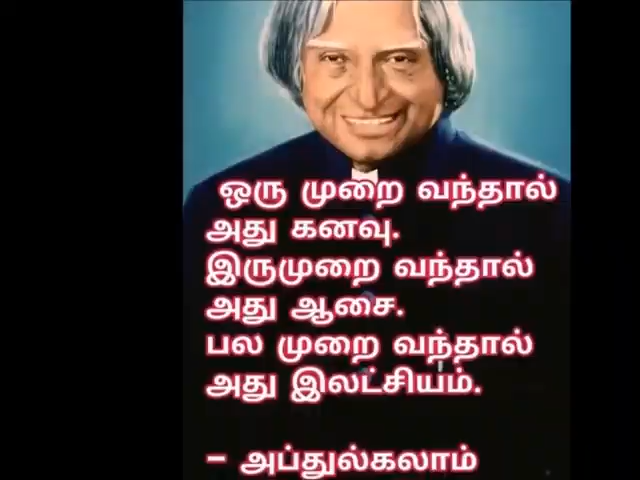 ஒரு முறை வந்தால்
அது கனவு.
இருமுறை வந்தால்
அது ஆசை.
பல முறை வந்தால்
அது இலட்சியம்.
– அப்துல்கலாம்